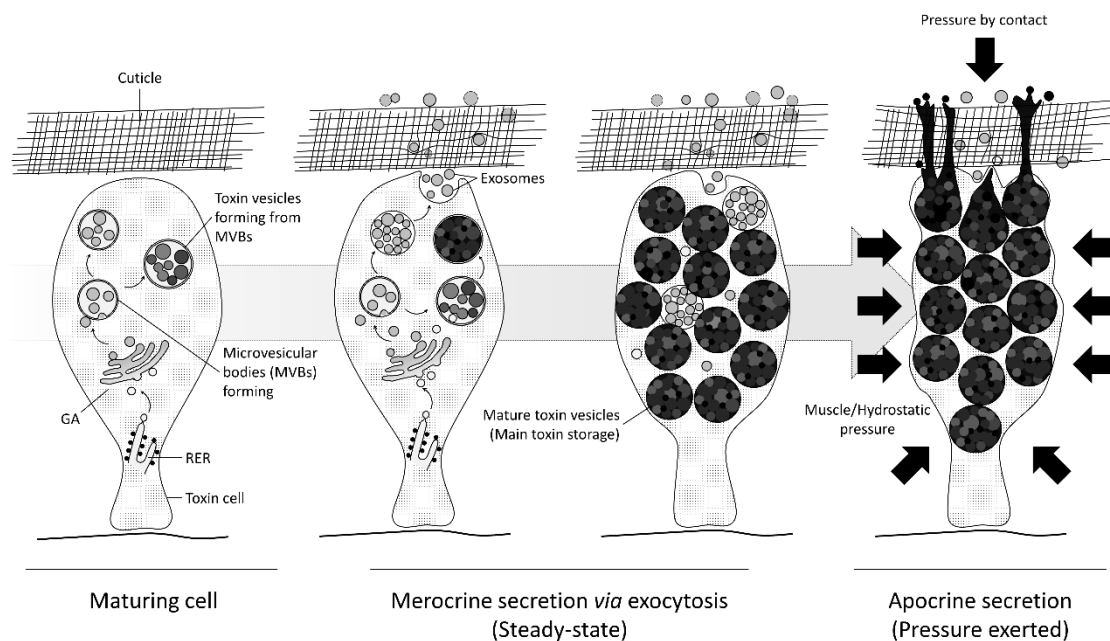 Pressure by contact
Cuticle
Exosomes
Toxin vesicles
forming from
MVBs
Microvesicular
bodies (MVBs)
forming
GA
RER
Toxin cell
Mature toxin vesicles
(Main toxin storage)
Muscle/Hydrostatic
pressure
Maturing cell
Merocrine secretion via exocytosis
(Steady-state)
Apocrine secretion
(Pressure exerted)